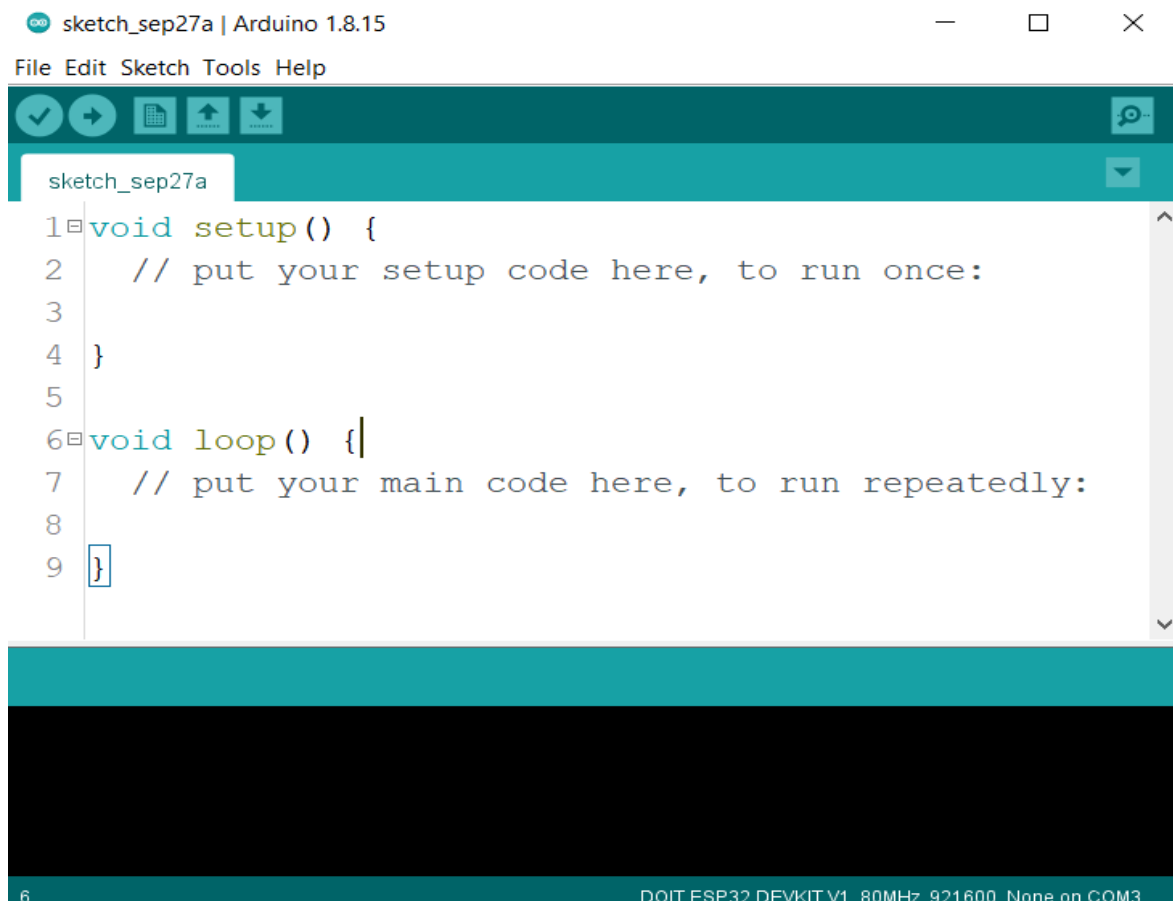 sketch_sep27a | Arduino 1.8.15
File Edit Sketch Tools Help
sketch_sep27a
1 void setup() {
2 // put your setup code here, to run once:
3
4 }
5
6 void loop() {
7 // put your main code here, to run repeatedly:
8
9 }
6 DOIT ESP32 DEVKIT V1, 80MHz, 921600, None on COM3